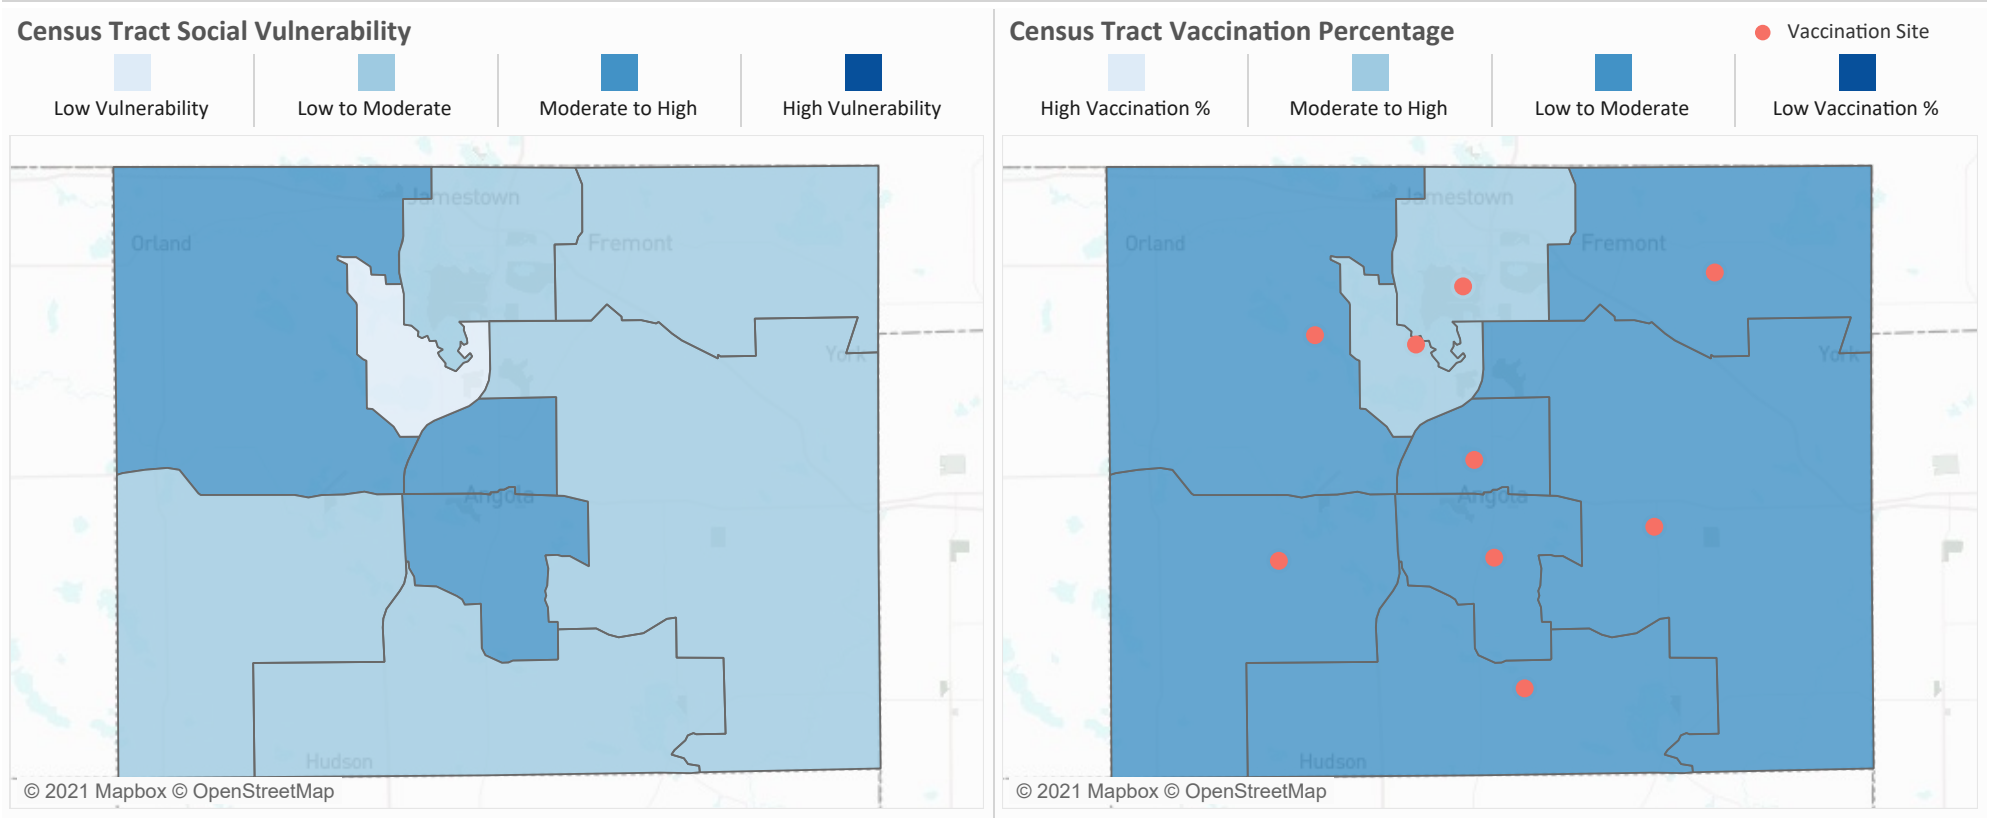 Census Tract Social Vulnerability
Low Vulnerability
Low to Moderate
Moderate to High
High Vulnerability
Jamestown
Orland
Fremont
York
Angola
Hudson
© 2021 Mapbox © OpenStreetMap
Census Tract Vaccination Percentage
Vaccination Site
High Vaccination %
Moderate to High
Low to Moderate
Low Vaccination %
Jamestown
Orland
Fremont
York
Angola
Hudson
© 2021 Mapbox © OpenStreetMap